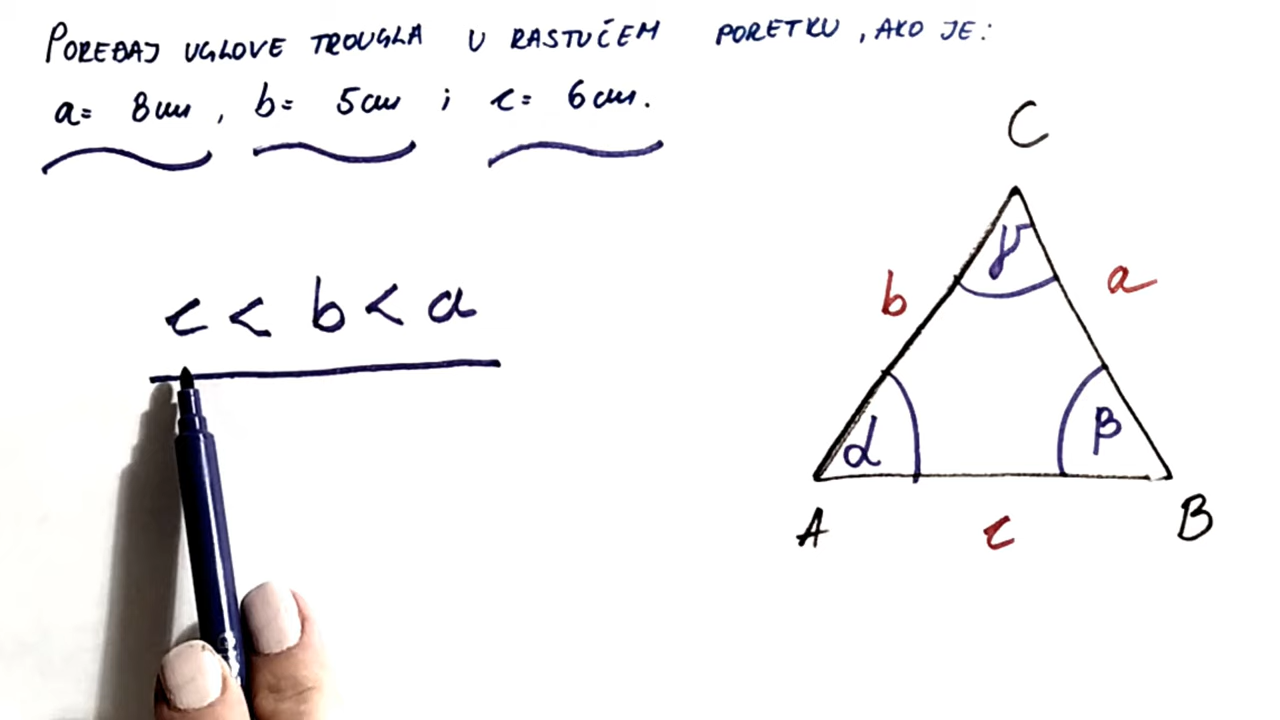 POREĐAJ UGLOVE TROUGLA U RASTUĆEM PORETKU, AKO JE:
a= 8cm, b= 5cm i c= 6cm.
c < b < a
C
γ
b
a
α
β
A
c
B